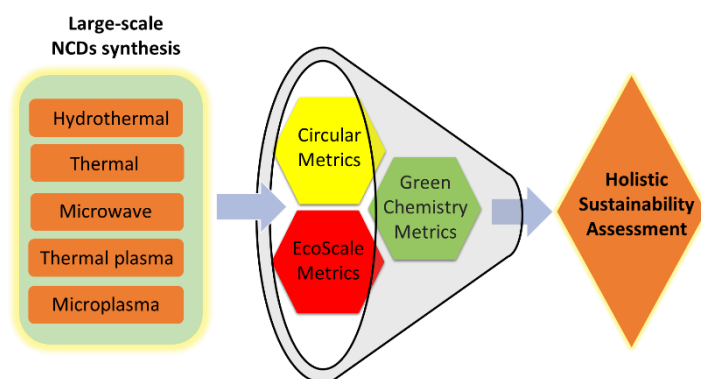 Large-scale
NCDs synthesis
Hydrothermal
Thermal
Microwave
Thermal plasma
Microplasma
Circular
Metrics
Green
Chemistry
Metrics
EcoScale
Metrics
Holistic
Sustainability
Assessment